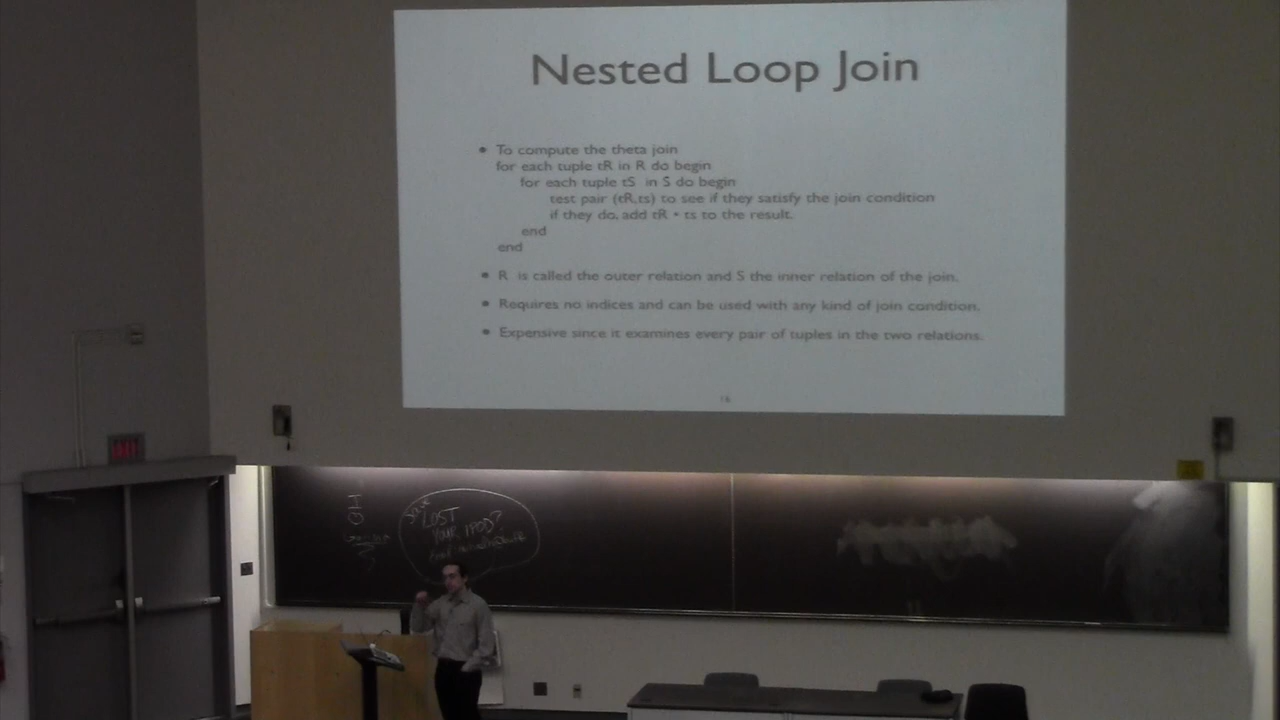 Nested Loop Join
• To compute the theta join
for each tuple tR in R do begin
for each tuple tS in S do begin
test pair (tR,ts) to see if they satisfy the join condition
if they do, add tR • ts to the result.
end
end
• R is called the outer relation and S the inner relation of the join.
• Requires no indices and can be used with any kind of join condition.
• Expensive since it examines every pair of tuples in the two relations.
16
LOST
YOUR IPOD?